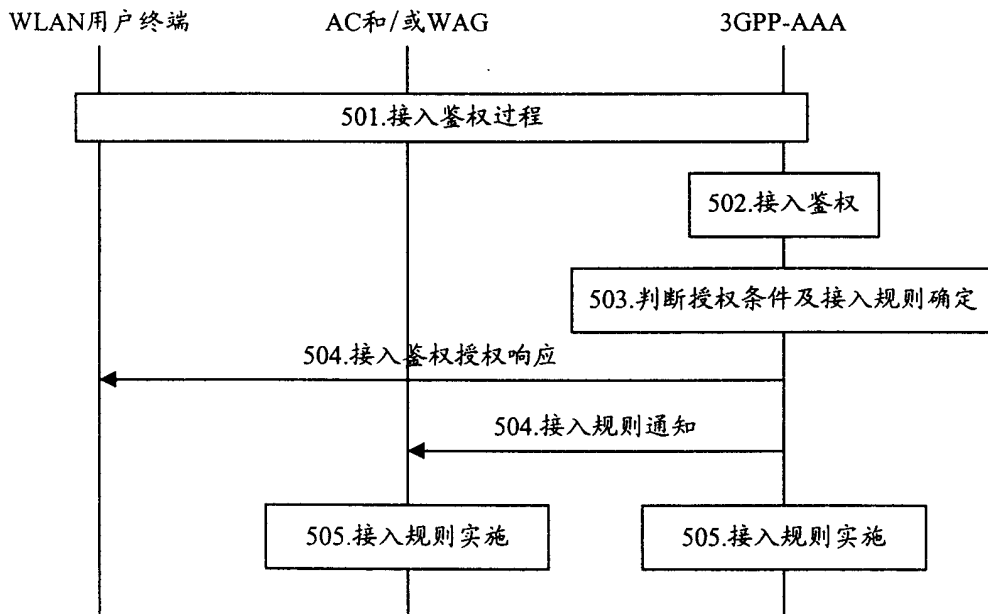 WLAN用户终端
AC和/或WAG
3GPP-AAA
501.接入鉴权过程
502.接入鉴权
503.判断授权条件及接入规则确定
504.接入鉴权授权响应
504.接入规则通知
505.接入规则实施
505.接入规则实施